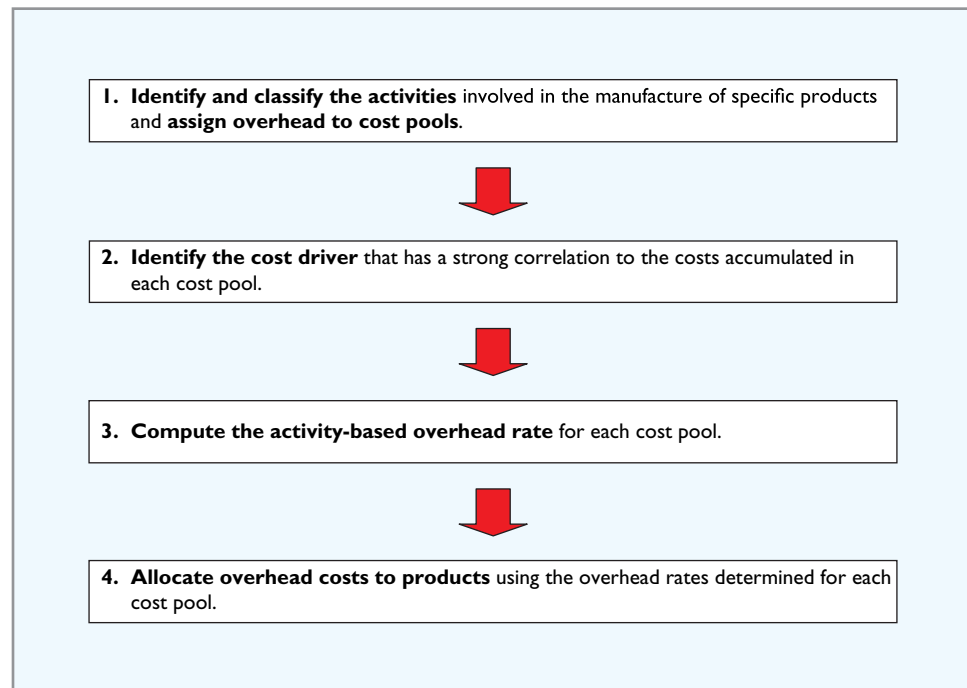 1. Identify and classify the activities involved in the manufacture of specific products
and assign overhead to cost pools.
2. Identify the cost driver that has a strong correlation to the costs accumulated in
each cost pool.
3. Compute the activity-based overhead rate for each cost pool.
4. Allocate overhead costs to products using the overhead rates determined for each
cost pool.